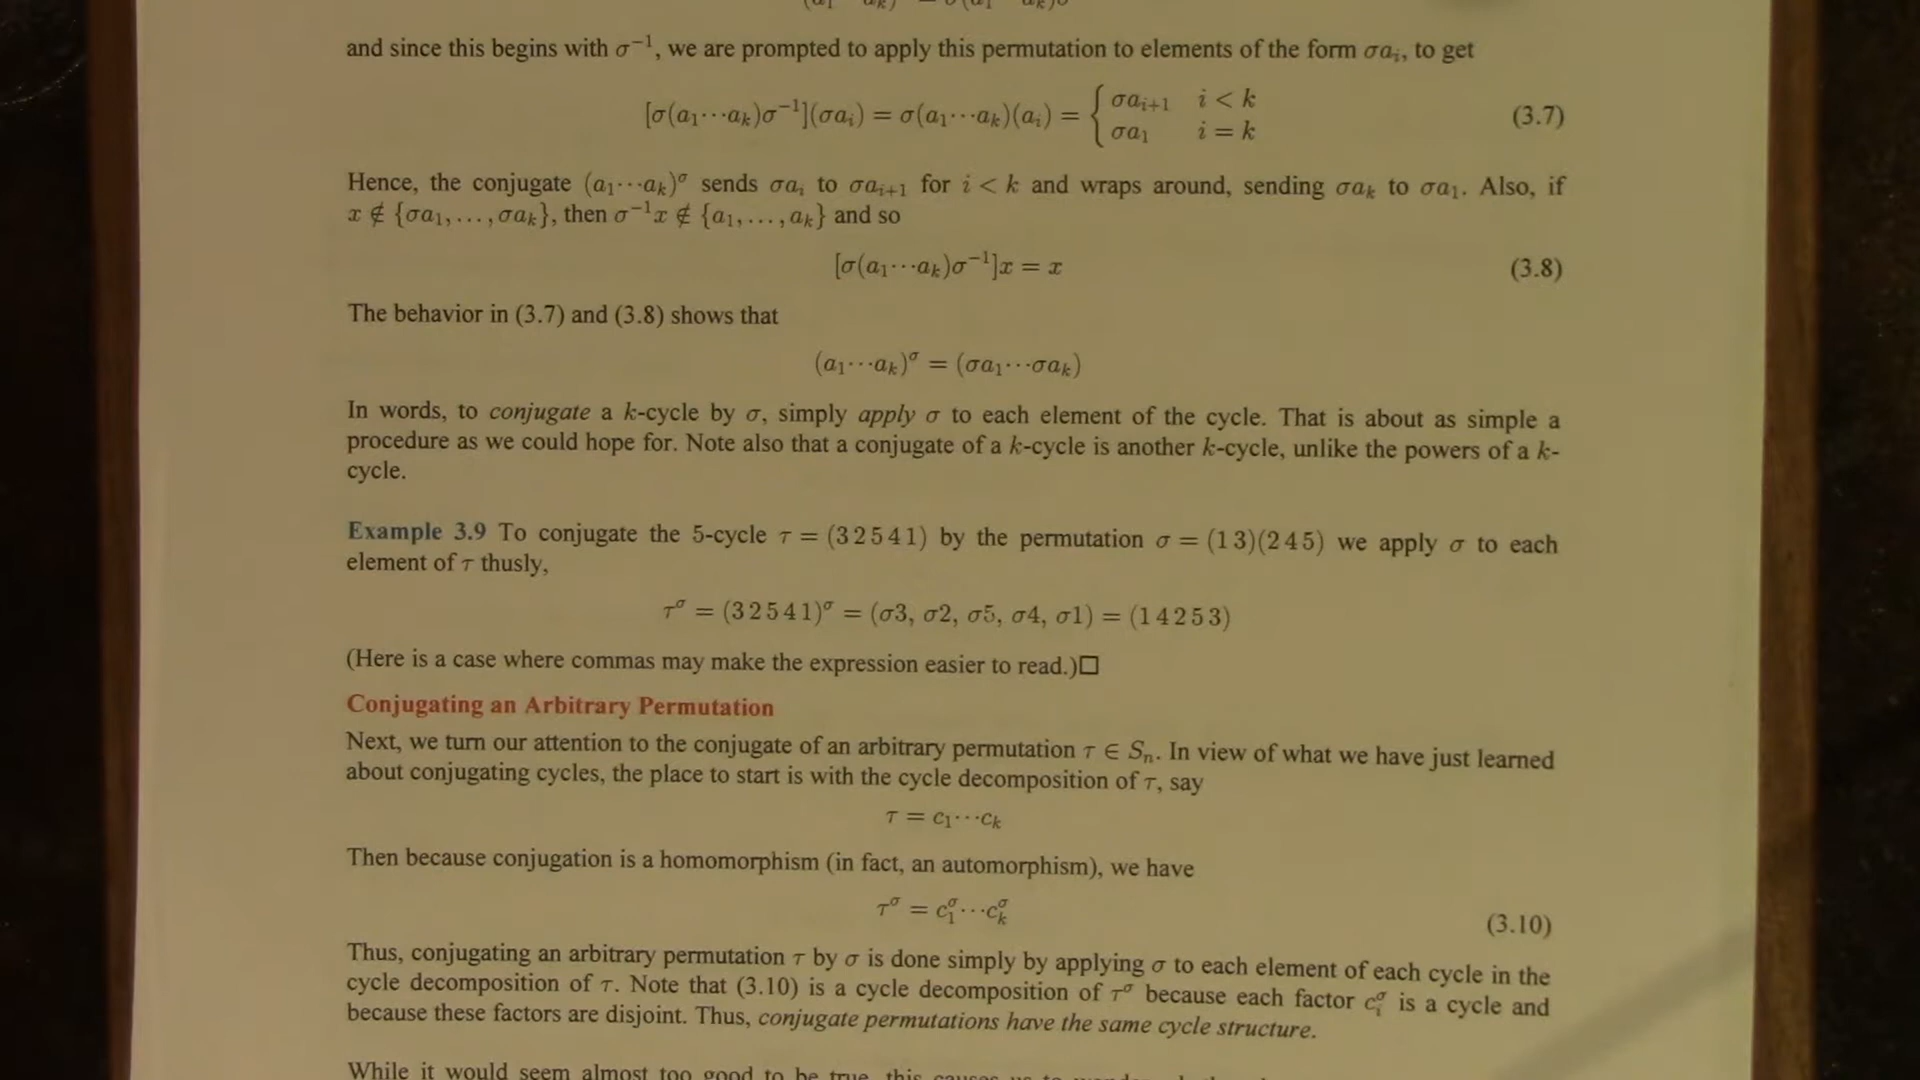 and since this begins with σ⁻¹, we are prompted to apply this permutation to elements of the form σaᵢ, to get
[σ(a₁···aₖ)σ⁻¹](σaᵢ) = σ(a₁···aₖ)(aᵢ) = { σaᵢ₊₁ i < k
σa₁ i = k
(3.7)
Hence, the conjugate (a₁···aₖ)^σ sends σaᵢ to σaᵢ₊₁ for i < k and wraps around, sending σaₖ to σa₁. Also, if
x ∉ {σa₁, ..., σaₖ}, then σ⁻¹x ∉ {a₁, ..., aₖ} and so
[σ(a₁···aₖ)σ⁻¹]x = x (3.8)
The behavior in (3.7) and (3.8) shows that
(a₁···aₖ)^σ = (σa₁···σaₖ)
In words, to conjugate a k-cycle by σ, simply apply σ to each element of the cycle. That is about as simple a
procedure as we could hope for. Note also that a conjugate of a k-cycle is another k-cycle, unlike the powers of a k-
cycle.
Example 3.9 To conjugate the 5-cycle τ = (3 2 5 4 1) by the permutation σ = (1 3)(2 4 5) we apply σ to each
element of τ thusly,
τ^σ = (3 2 5 4 1)^σ = (σ3, σ2, σ5, σ4, σ1) = (1 4 2 5 3)
(Here is a case where commas may make the expression easier to read.)□
Conjugating an Arbitrary Permutation
Next, we turn our attention to the conjugate of an arbitrary permutation τ ∈ Sₙ. In view of what we have just learned
about conjugating cycles, the place to start is with the cycle decomposition of τ, say
τ = c₁···cₖ
Then because conjugation is a homomorphism (in fact, an automorphism), we have
τ^σ = c₁^σ···cₖ^σ
(3.10)
Thus, conjugating an arbitrary permutation τ by σ is done simply by applying σ to each element of each cycle in the
cycle decomposition of τ. Note that (3.10) is a cycle decomposition of τ^σ because each factor cᵢ^σ is a cycle and
because these factors are disjoint. Thus, conjugate permutations have the same cycle structure.
While it would seem almost too good to be true, this causes us to